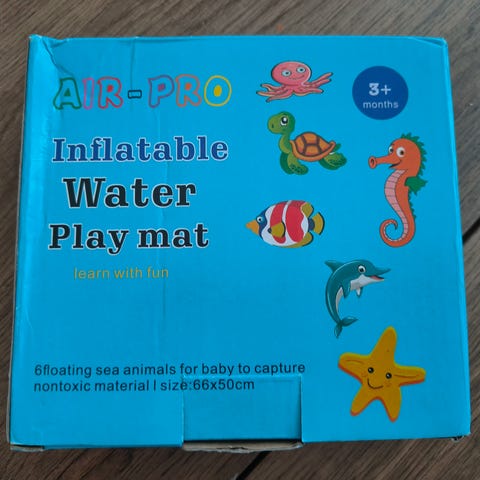 AIR-PRO
3+
months
Inflatable
Water
Play mat
learn with fun
6floating sea animals for baby to capture
nontoxic material I size:66x50cm